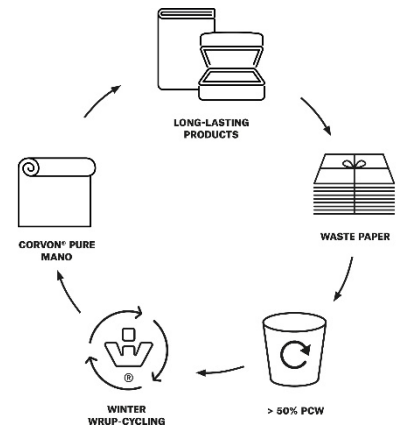 LONG-LASTING
PRODUCTS
WASTE PAPER
> 50% PCW
WINTER
WRUP-CYCLING
®
CORVON® PURE
MANO